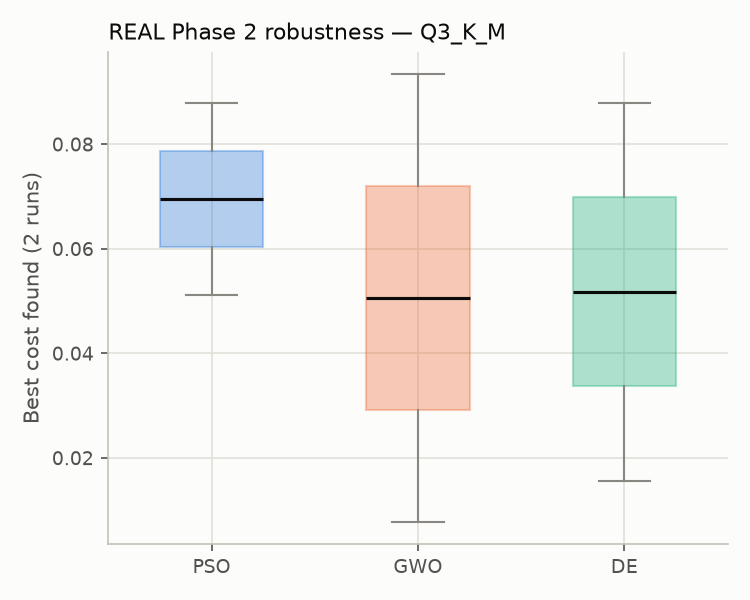 REAL Phase 2 robustness — Q3_K_M
Best cost found (2 runs)
0.08
0.06
0.04
0.02
PSO GWO DE